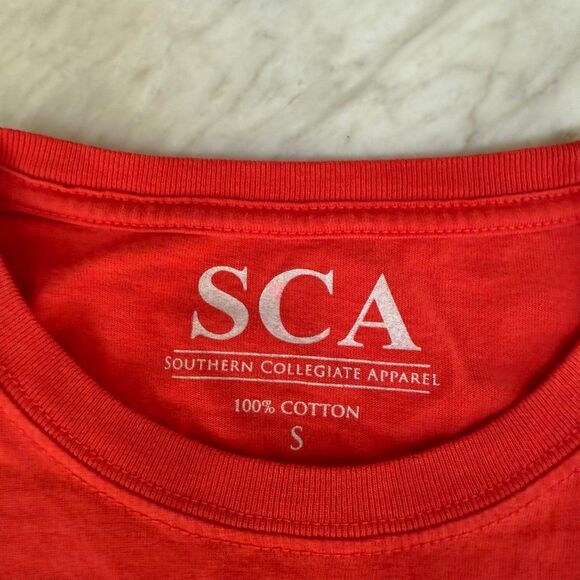 SCA
SOUTHERN COLLEGIATE APPAREL
100% COTTON
S